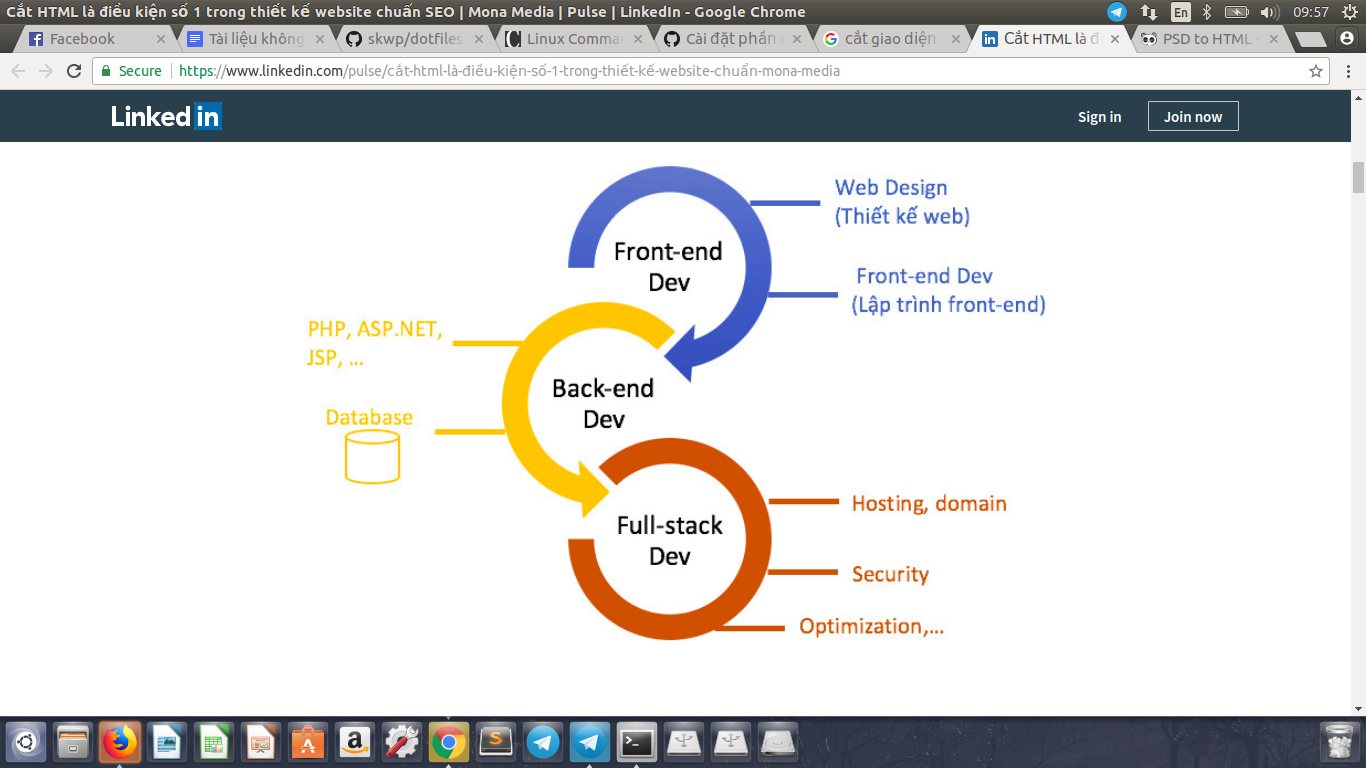 Cắt HTML là điều kiện số 1 trong thiết kế website chuẩn SEO | Mona Media | Pulse | LinkedIn - Google Chrome
En
09:57
Facebook
Tài liệu không
skwp/dotfiles
Linux Comma
Cài đặt phần
cắt giao diện
Cắt HTML là đ
PSD to HTML
Secure
https://www.linkedin.com/pulse/cắt-html-là-điều-kiện-số-1-trong-thiết-kế-website-chuẩn-mona-media
Linked in
Sign in
Join now
Web Design
(Thiết kế web)
Front-end
Dev
Front-end Dev
(Lập trình front-end)
PHP, ASP.NET,
JSP, ...
Back-end
Dev
Database
Hosting, domain
Full-stack
Dev
Security
Optimization,...